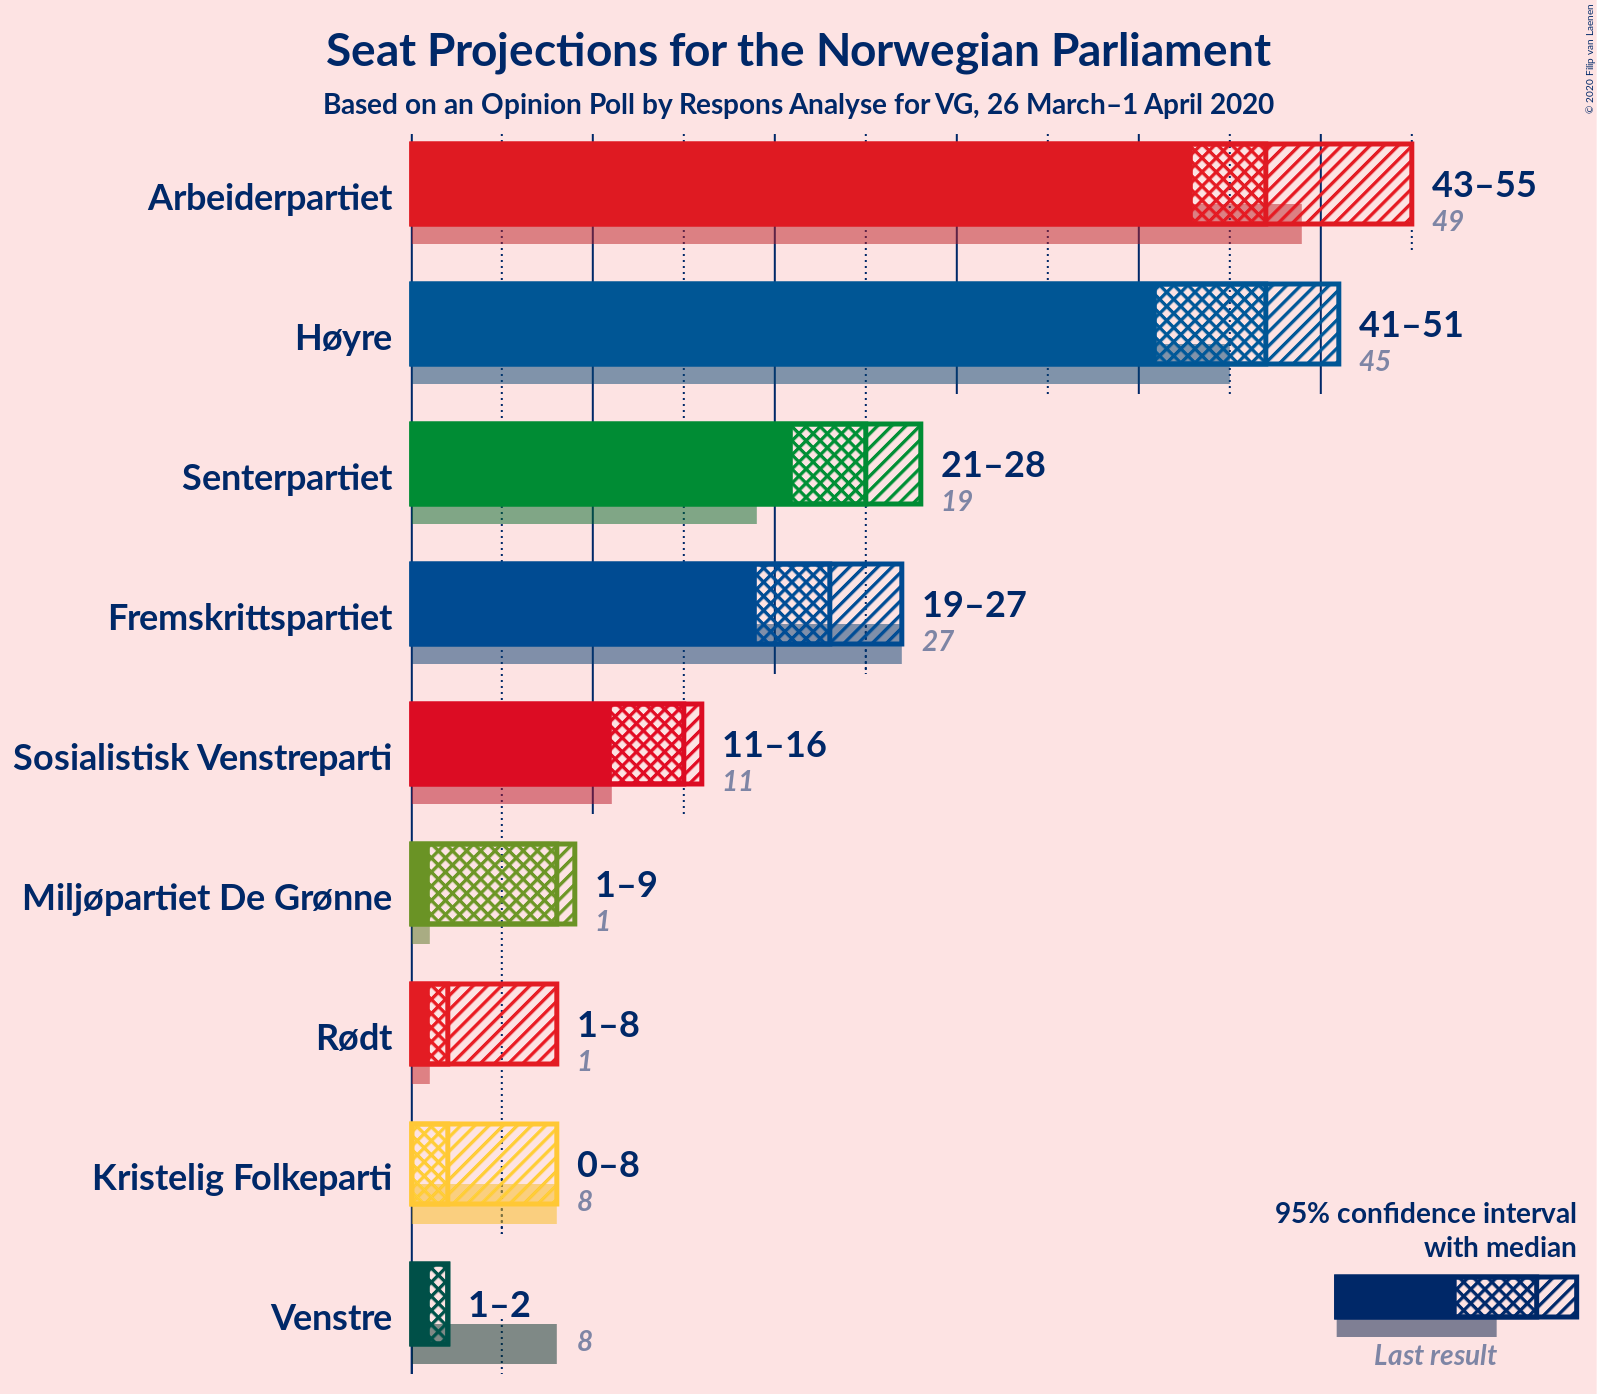 © 2020 Filip van Laenen
Seat Projections for the Norwegian Parliament
Based on an Opinion Poll by Respons Analyse for VG, 26 March–1 April 2020
Arbeiderpartiet
43–55
49
Høyre
41–51
45
Senterpartiet
21–28
19
Fremskrittspartiet
19–27
27
Sosialistisk Venstreparti
11–16
11
Miljøpartiet De Grønne
1–9
1
Rødt
1–8
1
Kristelig Folkeparti
0–8
8
Venstre
1–2
8
95% confidence interval
with median
Last result